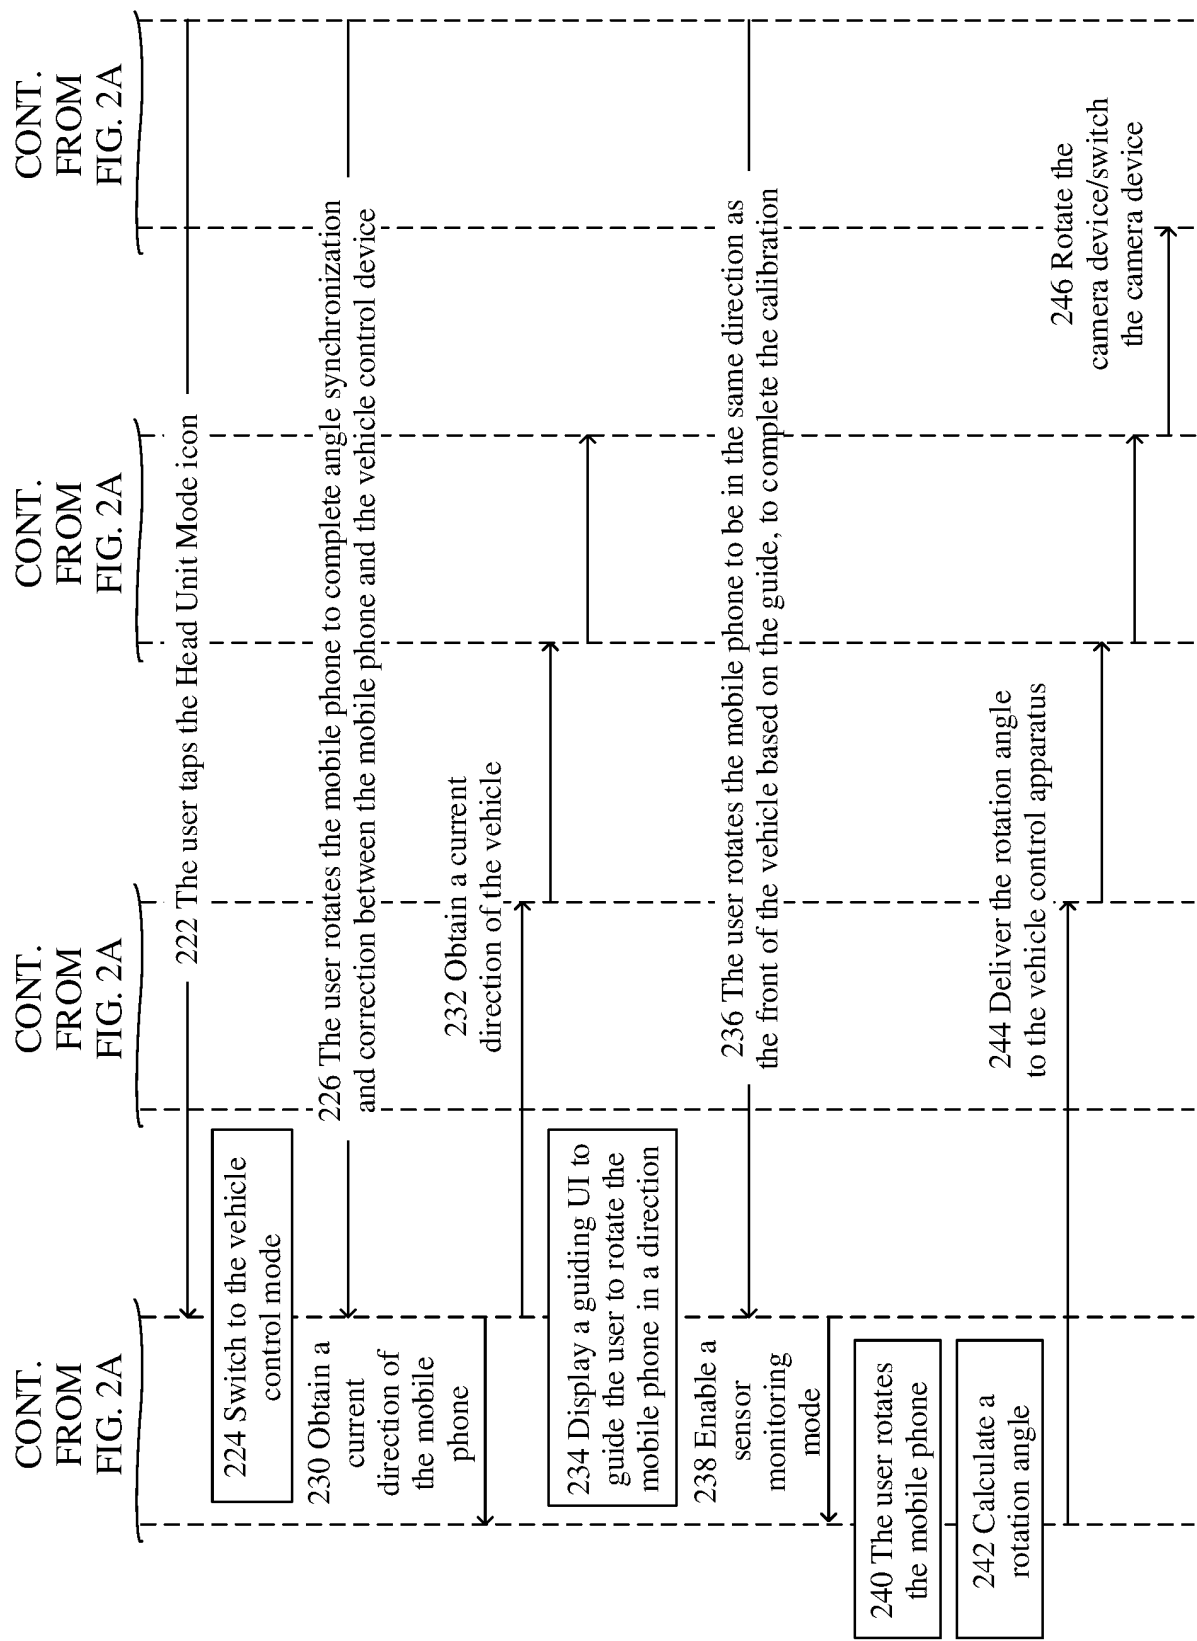 CONT.
FROM
FIG. 2A
CONT.
FROM
FIG. 2A
CONT.
FROM
FIG. 2A
CONT.
FROM
FIG. 2A
222 The user taps the Head Unit Mode icon
224 Switch to the vehicle
control mode
226 The user rotates the mobile phone to complete angle synchronization
and correction between the mobile phone and the vehicle control device
230 Obtain a
current
direction of
the mobile
phone
232 Obtain a current
direction of the vehicle
234 Display a guiding UI to
guide the user to rotate the
mobile phone in a direction
236 The user rotates the mobile phone to be in the same direction as
the front of the vehicle based on the guide, to complete the calibration
238 Enable a
sensor
monitoring
mode
240 The user rotates
the mobile phone
242 Calculate a
rotation angle
244 Deliver the rotation angle
to the vehicle control apparatus
246 Rotate the
camera device/switch
the camera device